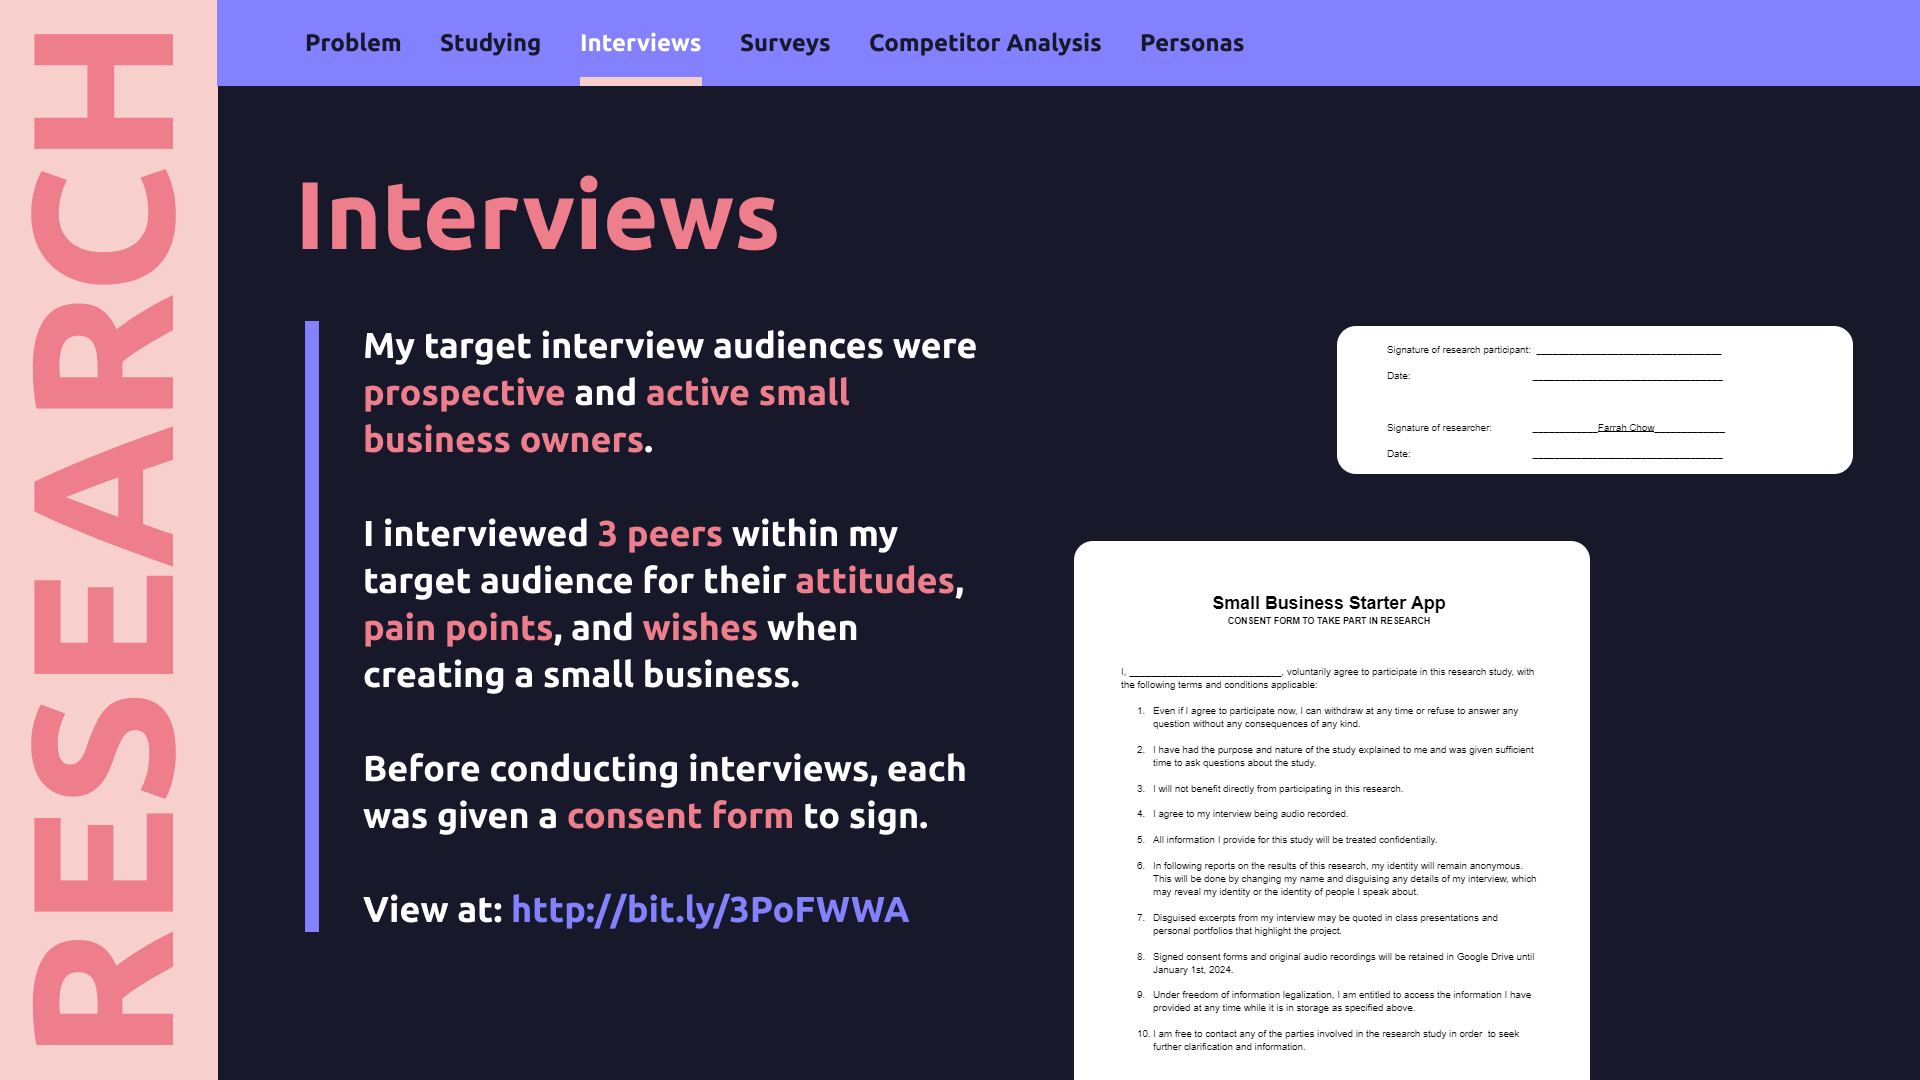 RESEARCH
Problem Studying Interviews Surveys Competitor Analysis Personas
Interviews
My target interview audiences were
prospective and active small
business owners.
I interviewed 3 peers within my
target audience for their attitudes,
pain points, and wishes when
creating a small business.
Before conducting interviews, each
was given a consent form to sign.
View at: http://bit.ly/3PoFWWA
Signature of research participant: __________________________________
Date: ___________________________________
Signature of researcher: ____________Farrah Chow_____________
Date: ___________________________________
Small Business Starter App
CONSENT FORM TO TAKE PART IN RESEARCH
I, ____________________________, voluntarily agree to participate in this research study, with
the following terms and conditions applicable:
1. Even if I agree to participate now, I can withdraw at any time or refuse to answer any
question without any consequences of any kind.
2. I have had the purpose and nature of the study explained to me and was given sufficient
time to ask questions about the study.
3. I will not benefit directly from participating in this research.
4. I agree to my interview being audio recorded.
5. All information I provide for this study will be treated confidentially.
6. In following reports on the results of this research, my identity will remain anonymous.
This will be done by changing my name and disguising any details of my interview, which
may reveal my identity or the identity of people I speak about.
7. Disguised excerpts from my interview may be quoted in class presentations and
personal portfolios that highlight the project.
8. Signed consent forms and original audio recordings will be retained in Google Drive until
January 1st, 2024.
9. Under freedom of information legalization, I am entitled to access the information I have
provided at any time while it is in storage as specified above.
10. I am free to contact any of the parties involved in the research study in order to seek
further clarification and information.